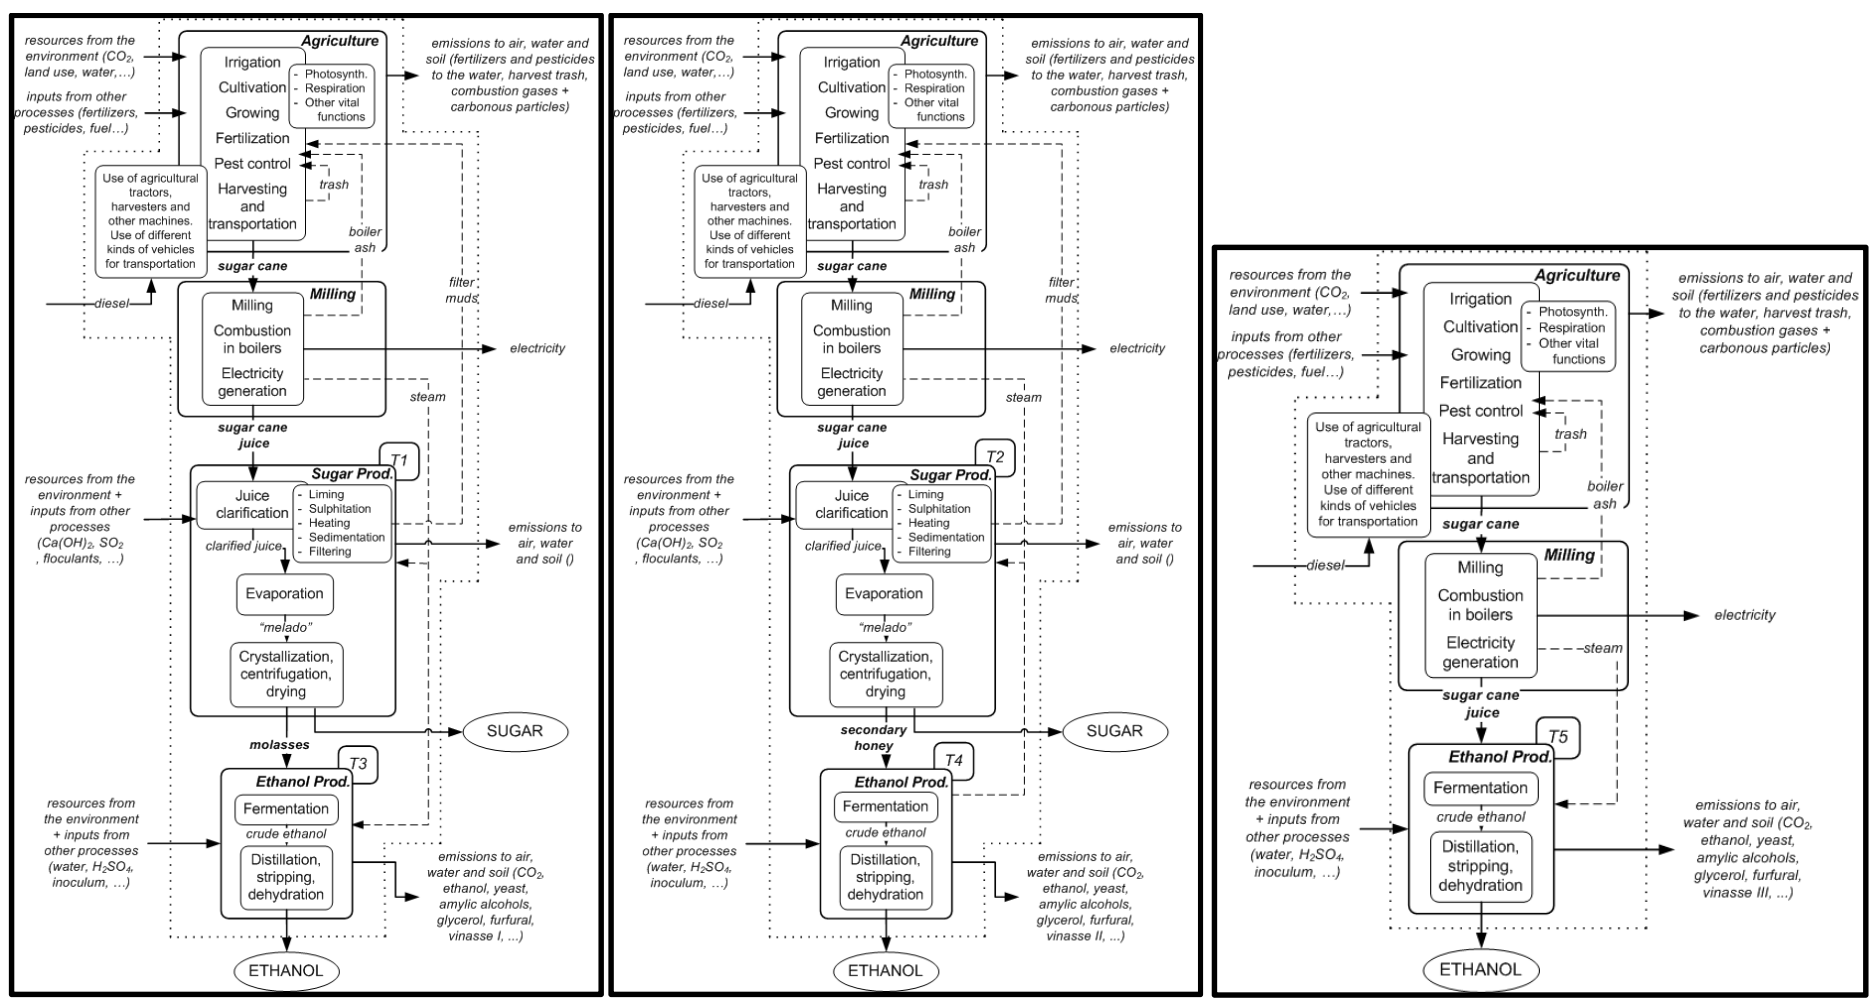 Agriculture
resources from the
environment (CO2,
land use, water,…)
inputs from other
processes (fertilizers,
pesticides, fuel…)
Irrigation
Cultivation
Growing
Fertilization
Pest control
Harvesting
and
transportation
- Photosynth.
- Respiration
- Other vital
functions
emissions to air, water and
soil (fertilizers and pesticides
to the water, harvest trash,
combustion gases +
carbonous particles)
Use of agricultural
tractors,
harvesters and
other machines.
Use of different
kinds of vehicles
for transportation
trash
boiler
ash
sugar cane
filter
muds
diesel
Milling
Milling
Combustion
in boilers
Electricity
generation
electricity
steam
sugar cane
juice
T1
Sugar Prod.
resources from the
environment +
inputs from other
processes
(Ca(OH)2, SO2
, floculants, …)
Juice
clarification
- Liming
- Sulphitation
- Heating
- Sedimentation
- Filtering
clarified juice
emissions to
air, water
and soil ()
Evaporation
“melado”
Crystallization,
centrifugation,
drying
SUGAR
molasses
T3
Ethanol Prod.
resources from
the environment
+ inputs from
other processes
(water, H2SO4,
inoculum, …)
Fermentation
crude ethanol
Distillation,
stripping,
dehydration
emissions to air,
water and soil (CO2,
ethanol, yeast,
amylic alcohols,
glycerol, furfural,
vinasse I, ...)
ETHANOL
Agriculture
resources from the
environment (CO2,
land use, water,…)
inputs from other
processes (fertilizers,
pesticides, fuel…)
Irrigation
Cultivation
Growing
Fertilization
Pest control
Harvesting
and
transportation
- Photosynth.
- Respiration
- Other vital
functions
emissions to air, water and
soil (fertilizers and pesticides
to the water, harvest trash,
combustion gases +
carbonous particles)
Use of agricultural
tractors,
harvesters and
other machines.
Use of different
kinds of vehicles
for transportation
trash
boiler
ash
sugar cane
filter
muds
diesel
Milling
Milling
Combustion
in boilers
Electricity
generation
electricity
steam
sugar cane
juice
T2
Sugar Prod.
resources from the
environment +
inputs from other
processes
(Ca(OH)2, SO2
, floculants, …)
Juice
clarification
- Liming
- Sulphitation
- Heating
- Sedimentation
- Filtering
clarified juice
emissions to
air, water
and soil ()
Evaporation
“melado”
Crystallization,
centrifugation,
drying
SUGAR
secondary
honey
T4
Ethanol Prod.
resources from
the environment
+ inputs from
other processes
(water, H2SO4,
inoculum, …)
Fermentation
crude ethanol
Distillation,
stripping,
dehydration
emissions to air,
water and soil (CO2,
ethanol, yeast,
amylic alcohols,
glycerol, furfural,
vinasse II, ...)
ETHANOL
Agriculture
resources from the
environment (CO2,
land use, water,…)
inputs from other
processes (fertilizers,
pesticides, fuel…)
Irrigation
Cultivation
Growing
Fertilization
Pest control
Harvesting
and
transportation
- Photosynth.
- Respiration
- Other vital
functions
emissions to air, water and
soil (fertilizers and pesticides
to the water, harvest trash,
combustion gases +
carbonous particles)
Use of agricultural
tractors,
harvesters and
other machines.
Use of different
kinds of vehicles
for transportation
trash
boiler
ash
sugar cane
diesel
Milling
Milling
Combustion
in boilers
Electricity
generation
electricity
steam
sugar cane
juice
T5
Ethanol Prod.
resources from
the environment
+ inputs from
other processes
(water, H2SO4,
inoculum, …)
Fermentation
crude ethanol
Distillation,
stripping,
dehydration
emissions to air,
water and soil (CO2,
ethanol, yeast,
amylic alcohols,
glycerol, furfural,
vinasse III, ...)
ETHANOL